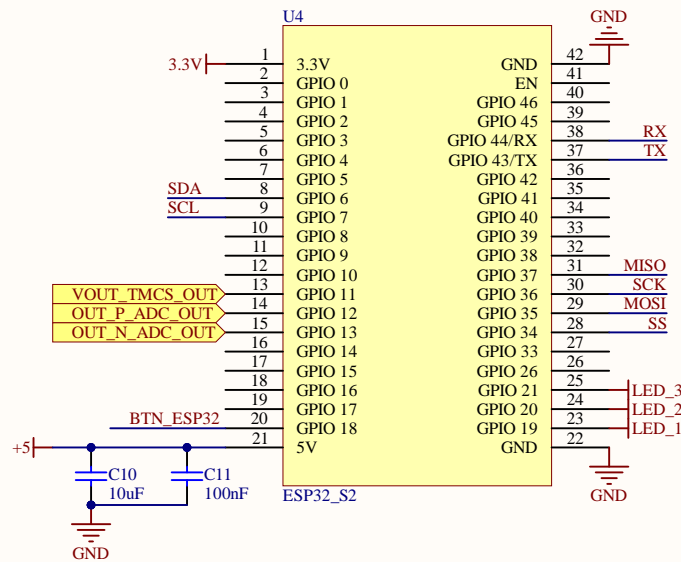 U4
GND
3.3V 1 3.3V GND 42
2 GPIO 0 EN 41
3 GPIO 1 GPIO 46 40
4 GPIO 2 GPIO 45 39
5 GPIO 3 GPIO 44/RX 38 RX
6 GPIO 4 GPIO 43/TX 37 TX
7 GPIO 5 GPIO 42 36
SDA 8 GPIO 6 GPIO 41 35
SCL 9 GPIO 7 GPIO 40 34
10 GPIO 8 GPIO 39 33
11 GPIO 9 GPIO 38 32
12 GPIO 10 GPIO 37 31 MISO
VOUT_TMCS_OUT 13 GPIO 11 GPIO 36 30 SCK
OUT_P_ADC_OUT 14 GPIO 12 GPIO 35 29 MOSI
OUT_N_ADC_OUT 15 GPIO 13 GPIO 34 28 SS
16 GPIO 14 GPIO 33 27
17 GPIO 15 GPIO 26 26
18 GPIO 16 GPIO 21 25 LED_3
19 GPIO 17 GPIO 20 24 LED_2
BTN_ESP32 20 GPIO 18 GPIO 19 23 LED_1
+5 21 5V GND 22
C10 C11
10uF 100nF
ESP32_S2
GND
GND